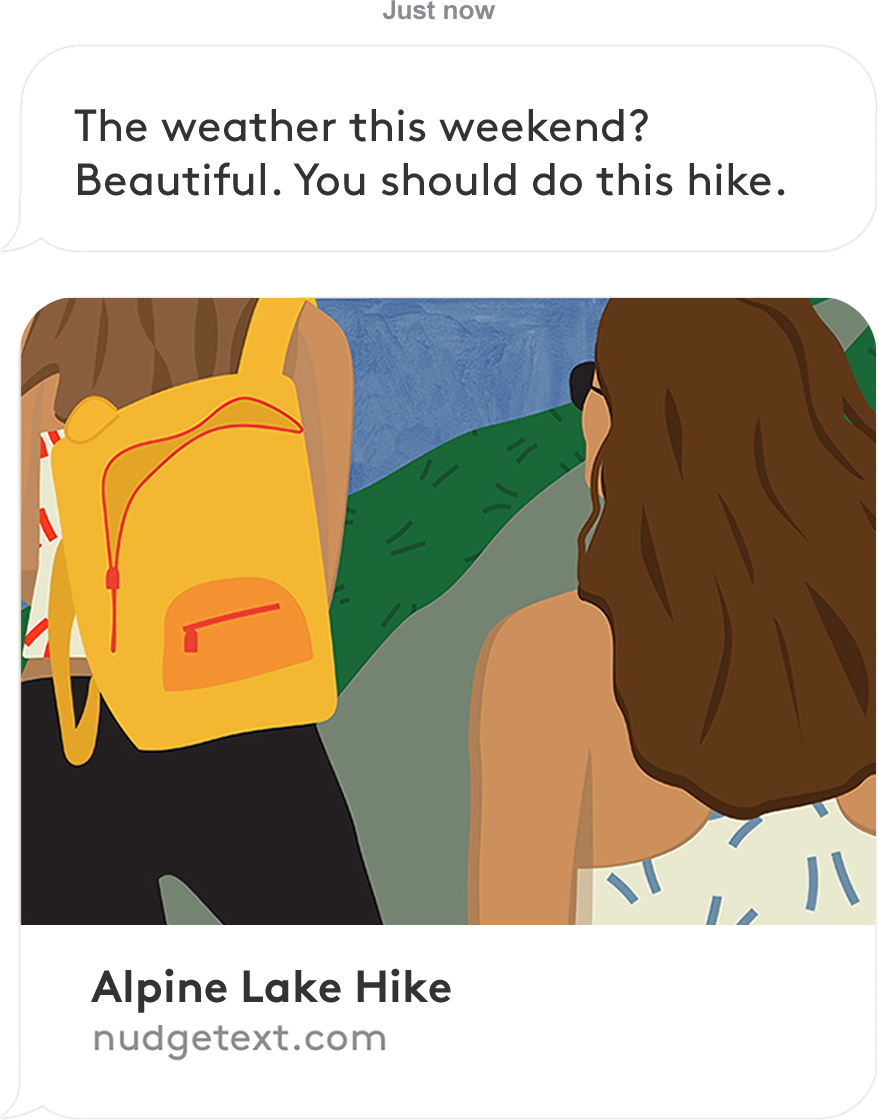 Just now
The weather this weekend?
Beautiful. You should do this hike.
Alpine Lake Hike
nudgetext.com